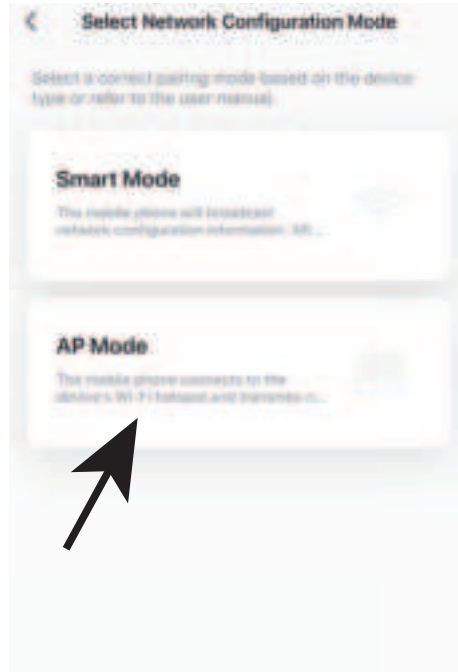 Select Network Configuration Mode
Select a correct pairing mode based on the device
type or refer to the user manual.
Smart Mode
The mobile phone will broadcast
network configuration information. Mi...
AP Mode
The mobile phone connects to the
device's Wi-Fi hotspot and transmits n...